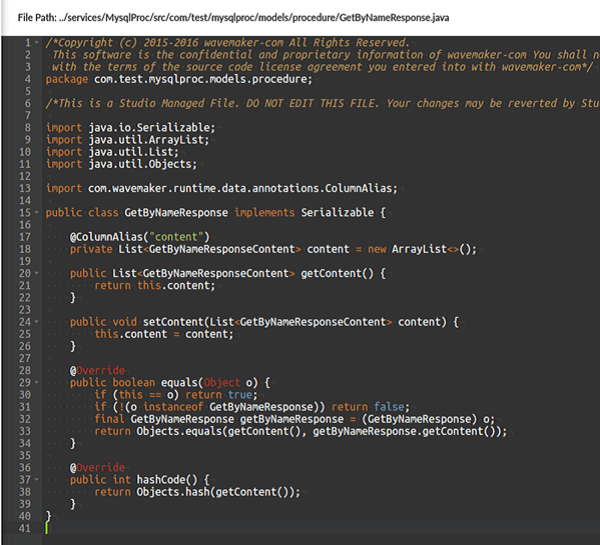 File Path: ../services/MysqlProc/src/com/test/mysqlproc/models/procedure/GetByNameResponse.java
1 /*Copyright (c) 2015-2016 wavemaker-com All Rights Reserved.
2 This software is the confidential and proprietary information of wavemaker-com You shall n
3 with the terms of the source code license agreement you entered into with wavemaker-com*/
4 package com.test.mysqlproc.models.procedure;
5
6 /*This is a Studio Managed File. DO NOT EDIT THIS FILE. Your changes may be reverted by Stu
7
8 import java.io.Serializable;
9 import java.util.ArrayList;
10 import java.util.List;
11 import java.util.Objects;
12
13 import com.wavemaker.runtime.data.annotations.ColumnAlias;
14
15 public class GetByNameResponse implements Serializable {
16
17 @ColumnAlias("content")
18 private List<GetByNameResponseContent> content = new ArrayList<>();
19
20 public List<GetByNameResponseContent> getContent() {
21 return this.content;
22 }
23
24 public void setContent(List<GetByNameResponseContent> content) {
25 this.content = content;
26 }
27
28 @Override
29 public boolean equals(Object o) {
30 if (this == o) return true;
31 if (!(o instanceof GetByNameResponse)) return false;
32 final GetByNameResponse getByNameResponse = (GetByNameResponse) o;
33 return Objects.equals(getContent(), getByNameResponse.getContent());
34 }
35
36 @Override
37 public int hashCode() {
38 return Objects.hash(getContent());
39 }
40 }
41